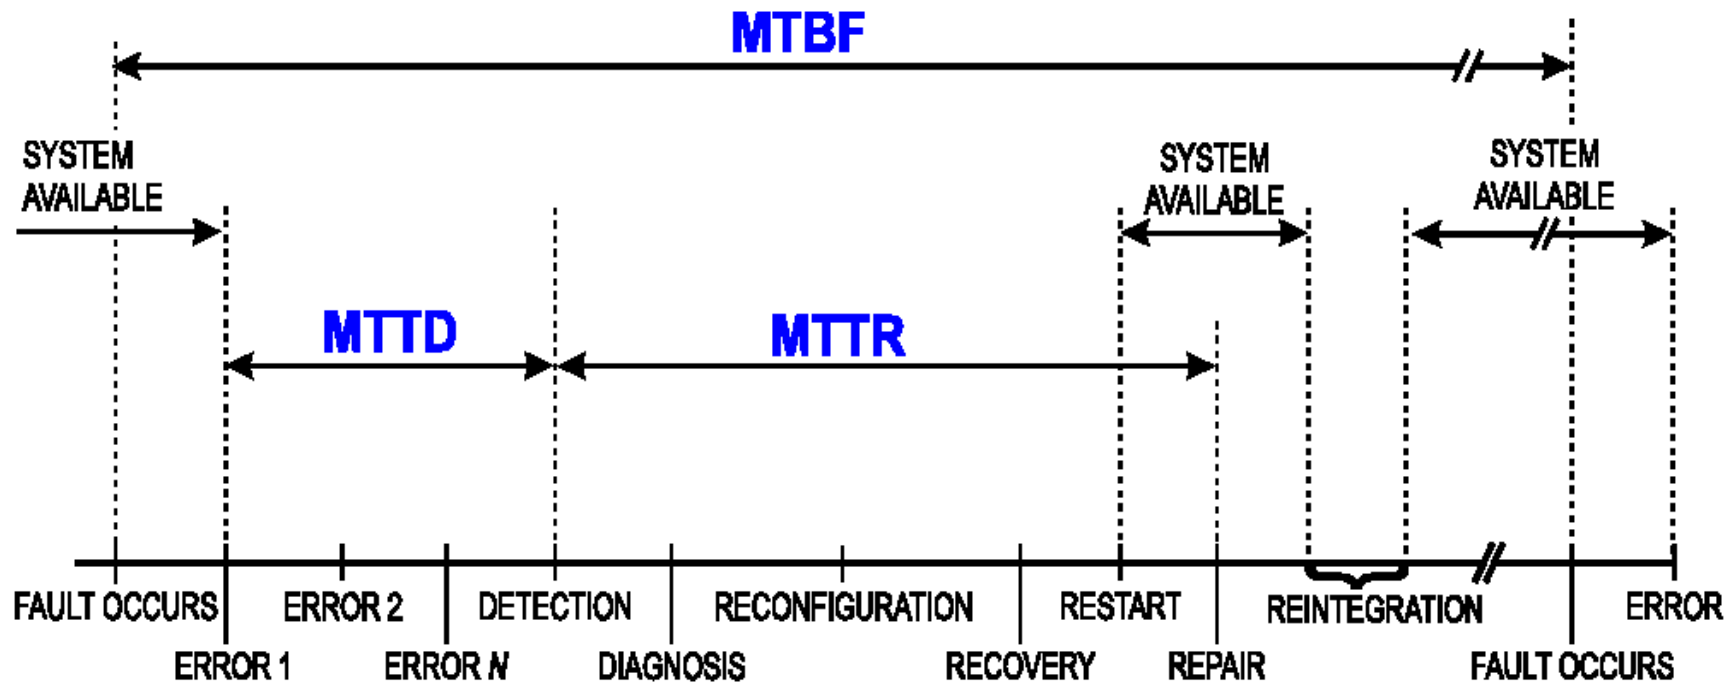 MTBF
SYSTEM
AVAILABLE
SYSTEM
AVAILABLE
SYSTEM
AVAILABLE
MTTD
MTTR
FAULT OCCURS
ERROR 1
ERROR 2
ERROR N
DETECTION
DIAGNOSIS
RECONFIGURATION
RECOVERY
RESTART
REPAIR
REINTEGRATION
FAULT OCCURS
ERROR